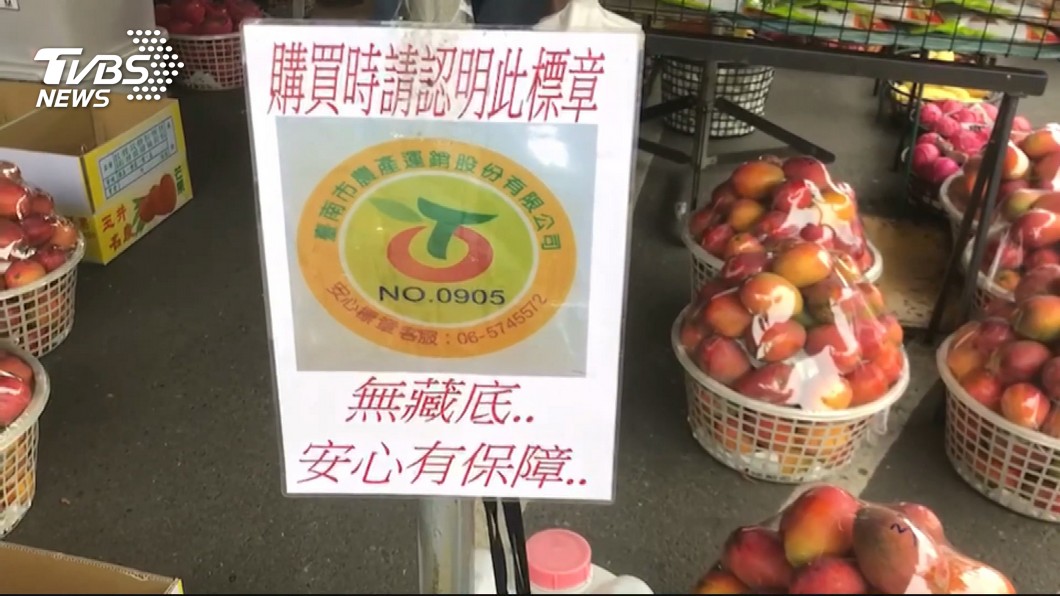 TVBS
NEWS
購買時請認明此標章
臺南市農產運銷股份有限公司
NO.0905
安心標章客服：06-5745572
無藏底..
安心有保障..